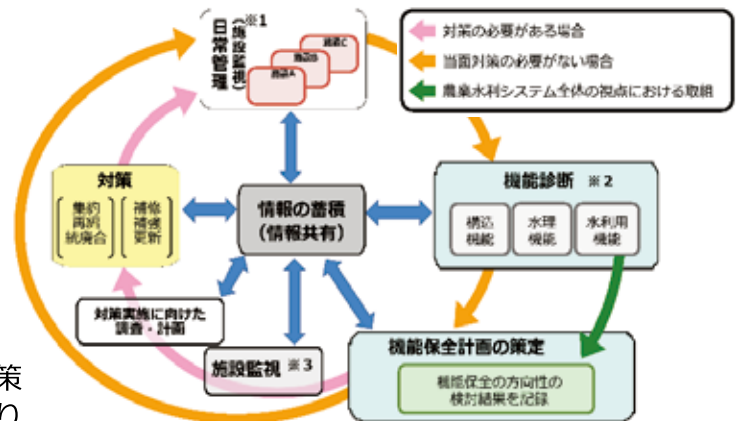 ※1
日常管理
(施設監視)
施設A
施設B
施設C
対策の必要がある場合
当面対策の必要がない場合
農業水利システム全体の視点における取組
対策
集約
再編
統廃合
補修
補強
更新
情報の蓄積
(情報共有)
機能診断 ※2
構造
機能
水理
機能
水利用
機能
対策実施に向けた
調査・計画
施設監視 ※3
機能保全計画の策定
機能保全の方向性の
検討結果を記録
策
り